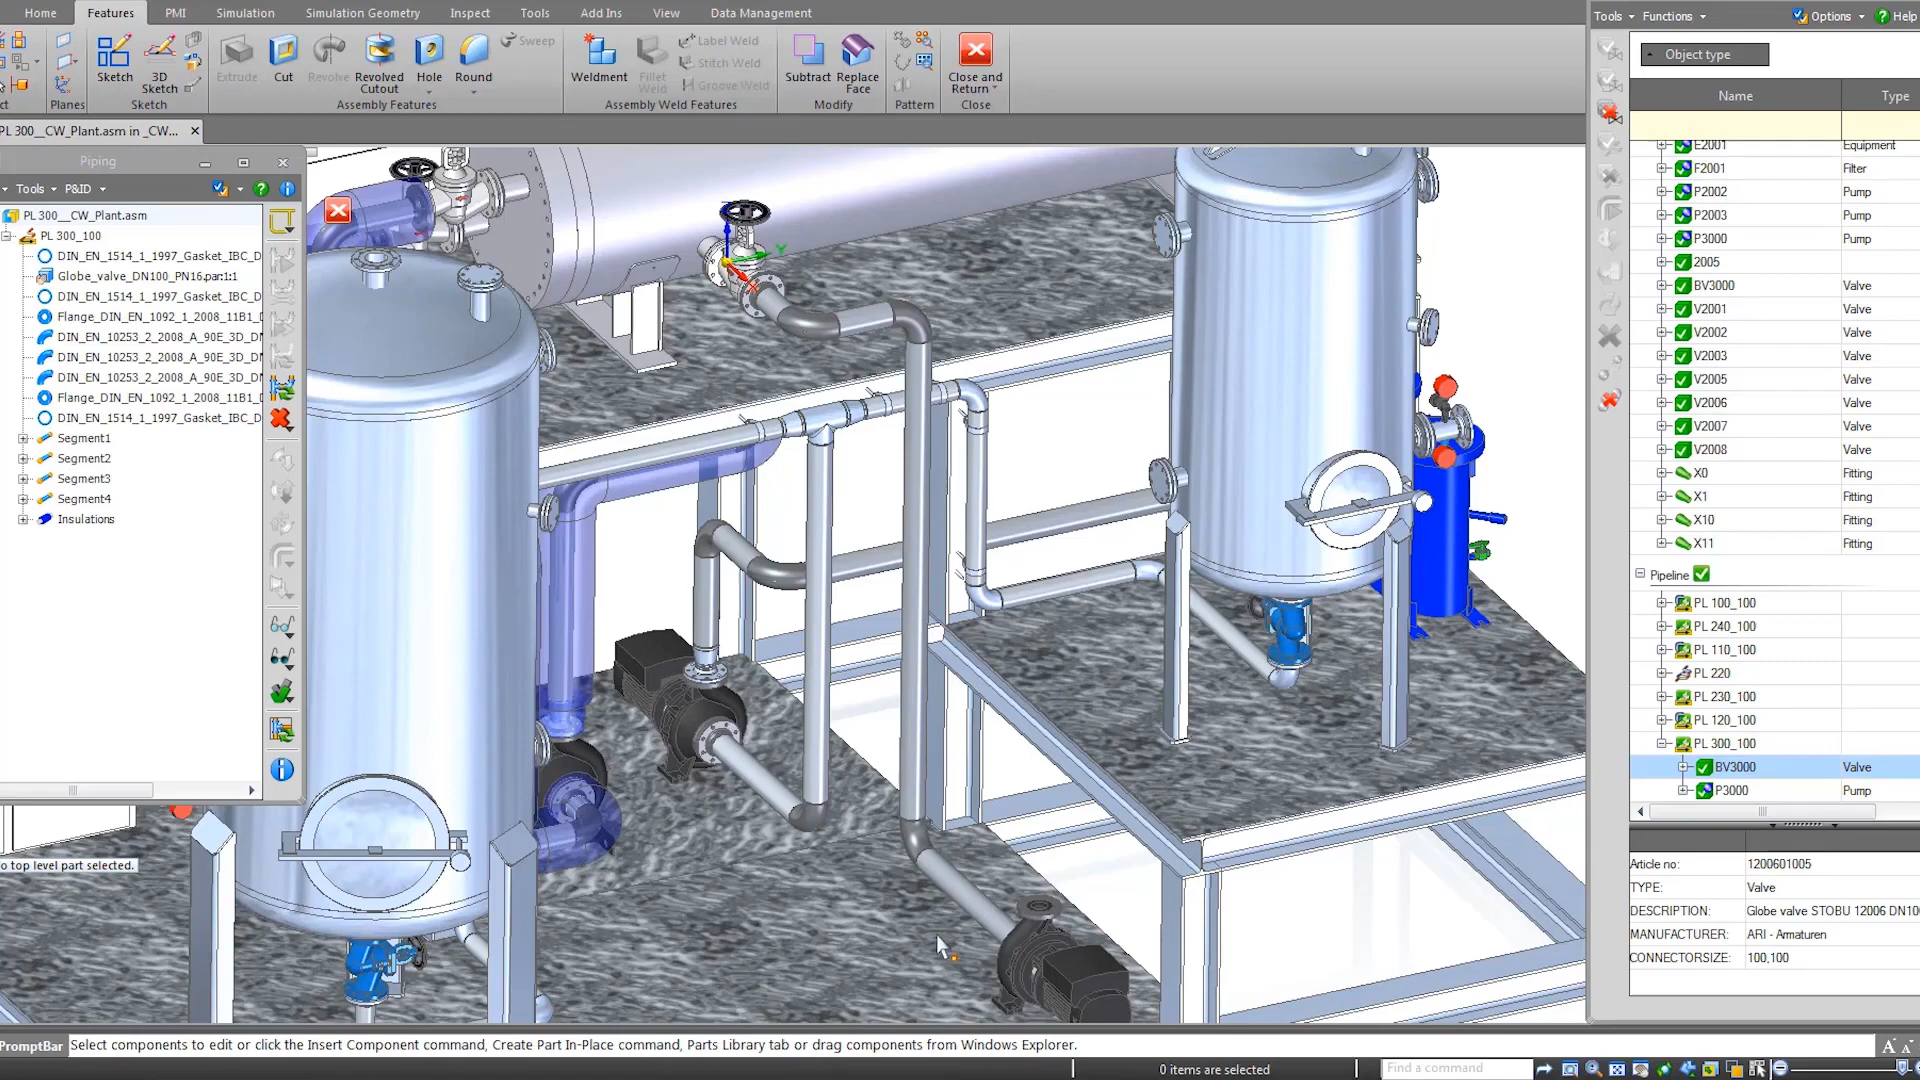 Home Features PMI Simulation Simulation Geometry Inspect Tools Add Ins View Data Management
Sketch 3D Sketch Extrude Cut Revolve Revolved Cutout Hole Round Sweep Weldment Fillet Weld Label Weld Stitch Weld Groove Weld Subtract Replace Face Close and Return
Planes Sketch Assembly Features Assembly Weld Features Modify Pattern Close
PL 300__CW_Plant.asm in _CW...
Piping
Tools P&ID
PL 300__CW_Plant.asm
PL 300_100
DIN_EN_1514_1_1997_Gasket_IBC_D
Globe_valve_DN100_PN16.par:1:1
DIN_EN_1514_1_1997_Gasket_IBC_D
Flange_DIN_EN_1092_1_2008_11B1_D
DIN_EN_10253_2_2008_A_90E_3D_DN
DIN_EN_10253_2_2008_A_90E_3D_DN
DIN_EN_10253_2_2008_A_90E_3D_DN
Flange_DIN_EN_1092_1_2008_11B1_D
DIN_EN_1514_1_1997_Gasket_IBC_D
Segment1
Segment2
Segment3
Segment4
Insulations
o top level part selected.
Y
Tools Functions Options Help
Object type
Name Type
E2001 Equipment
F2001 Filter
P2002 Pump
P2003 Pump
P3000 Pump
2005
BV3000 Valve
V2001 Valve
V2002 Valve
V2003 Valve
V2005 Valve
V2006 Valve
V2007 Valve
V2008 Valve
X0 Fitting
X1 Fitting
X10 Fitting
X11 Fitting
Pipeline
PL 100_100
PL 240_100
PL 110_100
PL 220
PL 230_100
PL 120_100
PL 300_100
BV3000 Valve
P3000 Pump
Article no: 1200601005
TYPE: Valve
DESCRIPTION: Globe valve STOBU 12006 DN100
MANUFACTURER: ARI - Armaturen
CONNECTORSIZE: 100,100
PromptBar Select components to edit or click the Insert Component command, Create Part In-Place command, Parts Library tab or drag components from Windows Explorer.
0 items are selected
Find a command